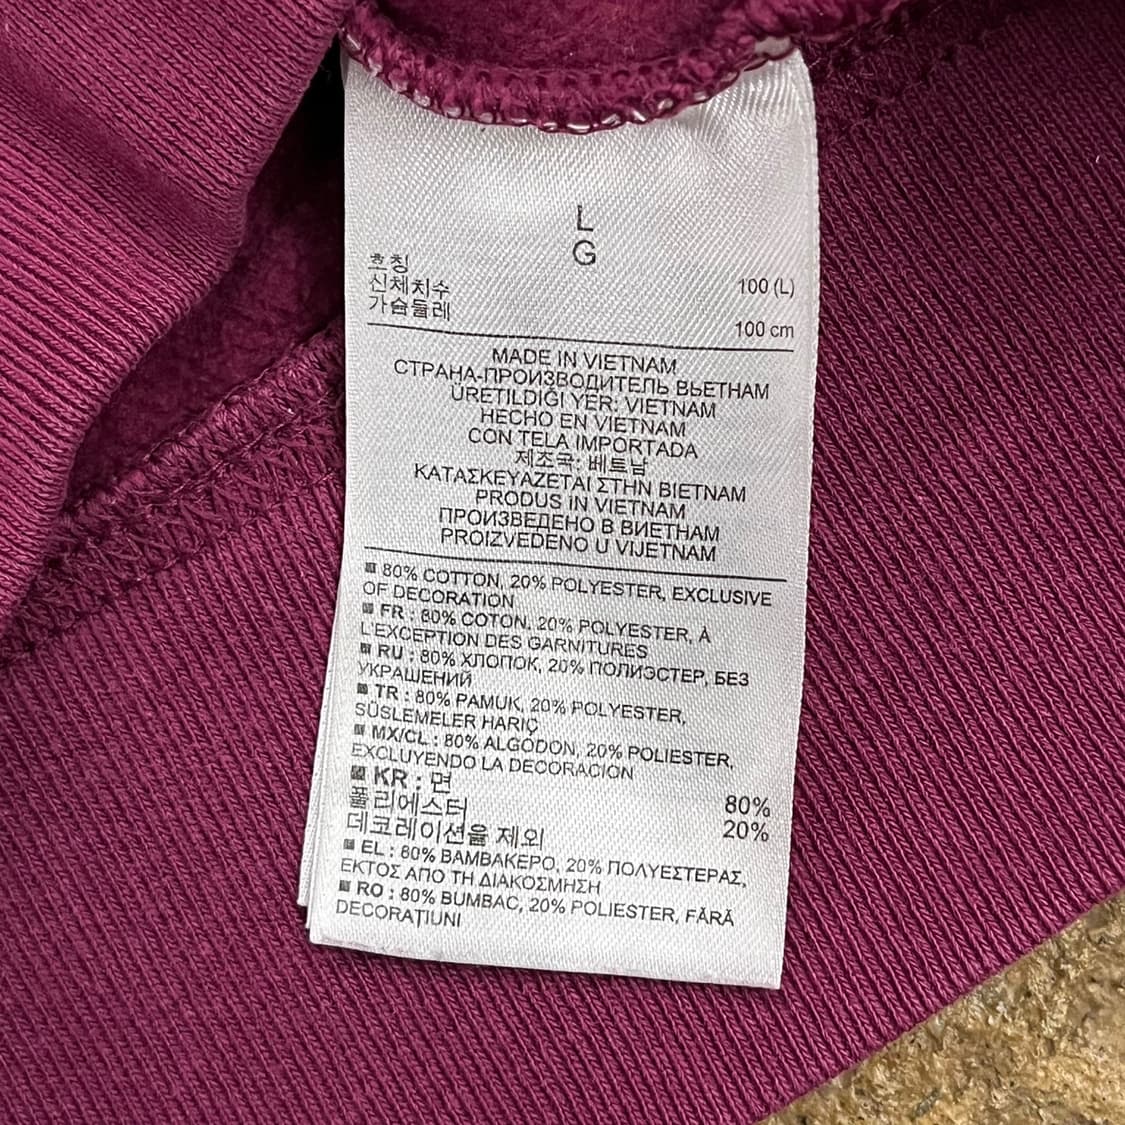 L
G
호칭
신체치수 100 (L)
가슴둘레 100 cm
MADE IN VIETNAM
СТРАНА-ПРОИЗВОДИТЕЛЬ ВЬЕТНАМ
ÜRETILDIĞI YER: VIETNAM
HECHO EN VIETNAM
CON TELA IMPORTADA
제조국: 베트남
ΚΑΤΑΣΚΕΥΑΖΕΤΑΙ ΣΤΗΝ ΒΙΕΤΝΑΜ
PRODUS IN VIETNAM
ПРОИЗВЕДЕНО В ВИЕТНАМ
PROIZVEDENO U VIJETNAM
80% COTTON, 20% POLYESTER, EXCLUSIVE
OF DECORATION
FR : 80% COTON, 20% POLYESTER, À
L'EXCEPTION DES GARNITURES
RU : 80% ХЛОПОК, 20% ПОЛИЭСТЕР, БЕЗ
УКРАШЕНИЙ
TR : 80% PAMUK, 20% POLYESTER,
SÜSLEMELER HARIÇ
MX/CL : 80% ALGODON, 20% POLIESTER,
EXCLUYENDO LA DECORACION
KR : 면 80%
폴리에스터 20%
데코레이션을 제외
EL : 80% ΒΑΜΒΑΚΕΡΟ, 20% ΠΟΛΥΕΣΤΕΡΑΣ,
ΕΚΤΟΣ ΑΠΟ ΤΗ ΔΙΑΚΟΣΜΗΣΗ
RO : 80% BUMBAC, 20% POLIESTER, FĂRĂ
DECORAȚIUNI